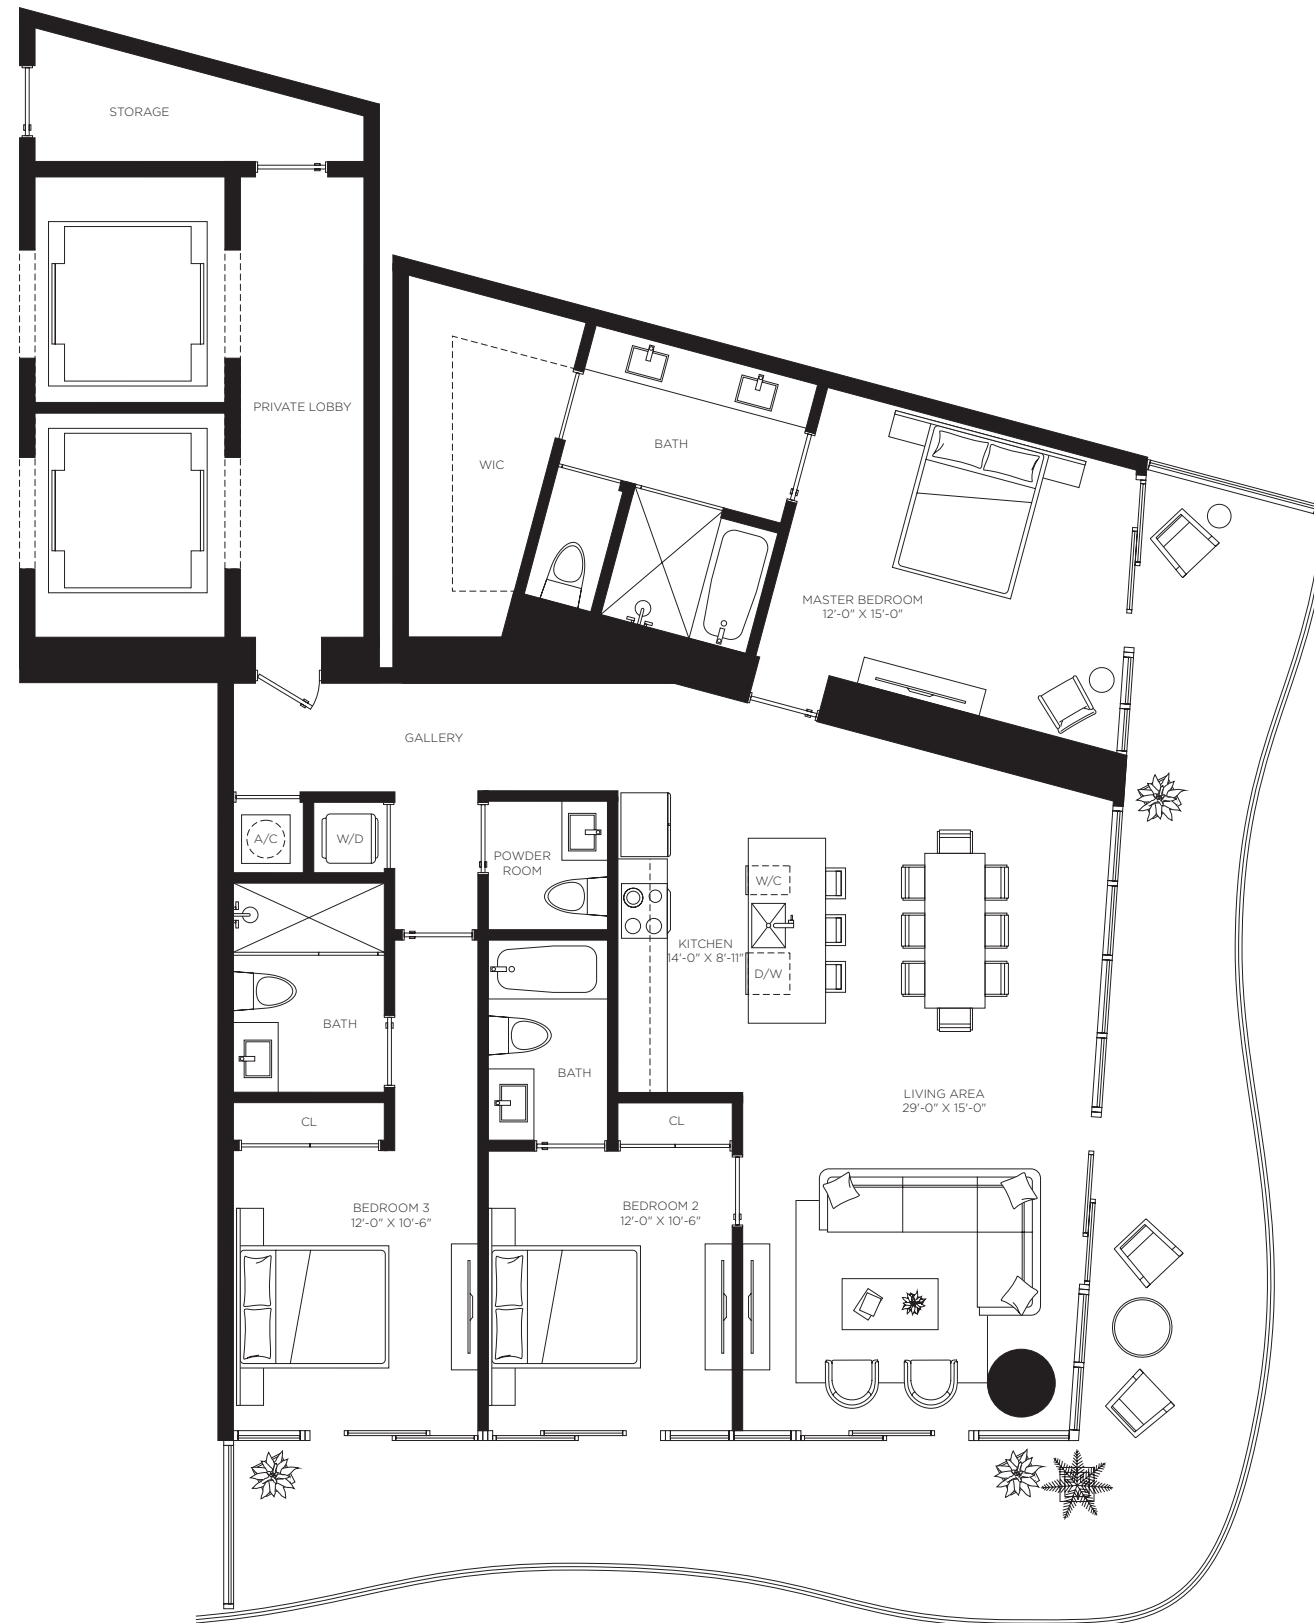 STORAGE
PRIVATE LOBBY
WIC
BATH
MASTER BEDROOM
12'-0" X 15'-0"
GALLERY
A/C
W/D
POWDER
ROOM
W/C
KITCHEN
14'-0" X 8'-11"
D/W
BATH
BATH
LIVING AREA
29'-0" X 15'-0"
CL
CL
BEDROOM 3
12'-0" X 10'-6"
BEDROOM 2
12'-0" X 10'-6"